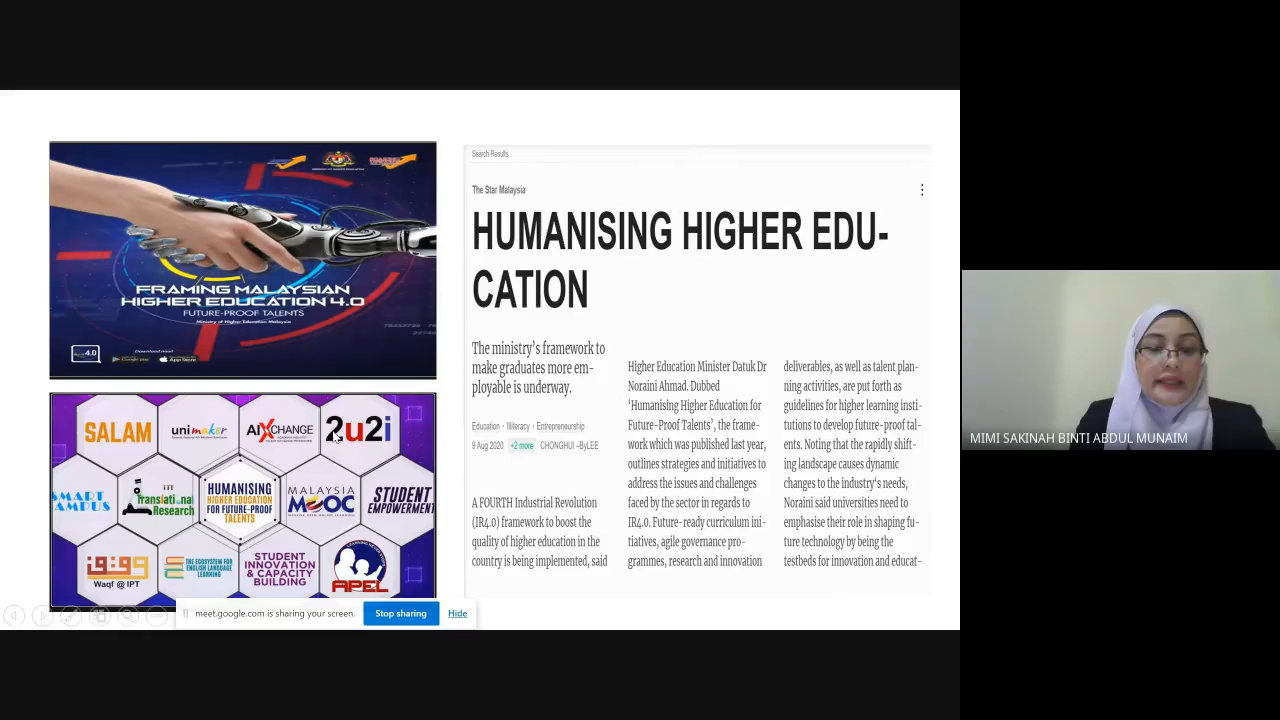 FRAMING MALAYSIAN
HIGHER EDUCATION 4.0
FUTURE-PROOF TALENTS
Ministry of Higher Education Malaysia
4.0
Download now!
Google play
App Store
SALAM
unimaker
AIXCHANGE
2u2i
SMART
CAMPUS
Translational
Research
HUMANISING
HIGHER EDUCATION
FOR FUTURE-PROOF
TALENTS
MALAYSIA
MOOC
STUDENT
EMPOWERMENT
Waqf @ IPT
THE ECOSYSTEM FOR
ENGLISH LANGUAGE
LEARNING
STUDENT
INNOVATION
& CAPACITY
BUILDING
APEL
meet.google.com is sharing your screen.
Stop sharing
Hide
Search Results
The Star Malaysia
HUMANISING HIGHER EDU-
CATION
The ministry's framework to
make graduates more em-
ployable is underway.
Education · Illiteracy · Entrepreneurship
9 Aug 2020 +2 more CHONGHUI ~ByLEE
A FOURTH Industrial Revolution
(IR4.0) framework to boost the
quality of higher education in the
country is being implemented, said
Higher Education Minister Datuk Dr
Noraini Ahmad. Dubbed
‘Humanising Higher Education for
Future-Proof Talents’, the frame-
work which was published last year,
outlines strategies and initiatives to
address the issues and challenges
faced by the sector in regards to
IR4.0. Future-ready curriculum ini-
tiatives, agile governance pro-
grammes, research and innovation
deliverables, as well as talent plan-
ning activities, are put forth as
guidelines for higher learning insti-
tutions to develop future-proof tal-
ents. Noting that the rapidly shift-
ing landscape causes dynamic
changes to the industry's needs,
Noraini said universities need to
emphasise their role in shaping fu-
ture technology by being the
testbeds for innovation and educat-
MIMI SAKINAH BINTI ABDUL MUNAIM